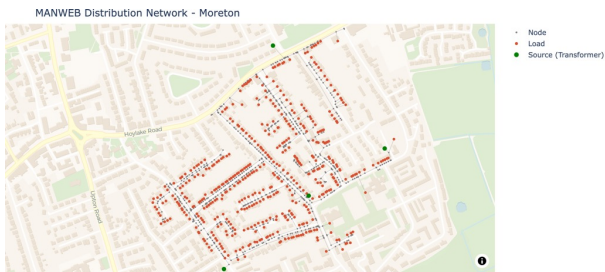 MANWEB Distribution Network - Moreton
Node
Load
Source (Transformer)
Hoylake Road
Upton Road